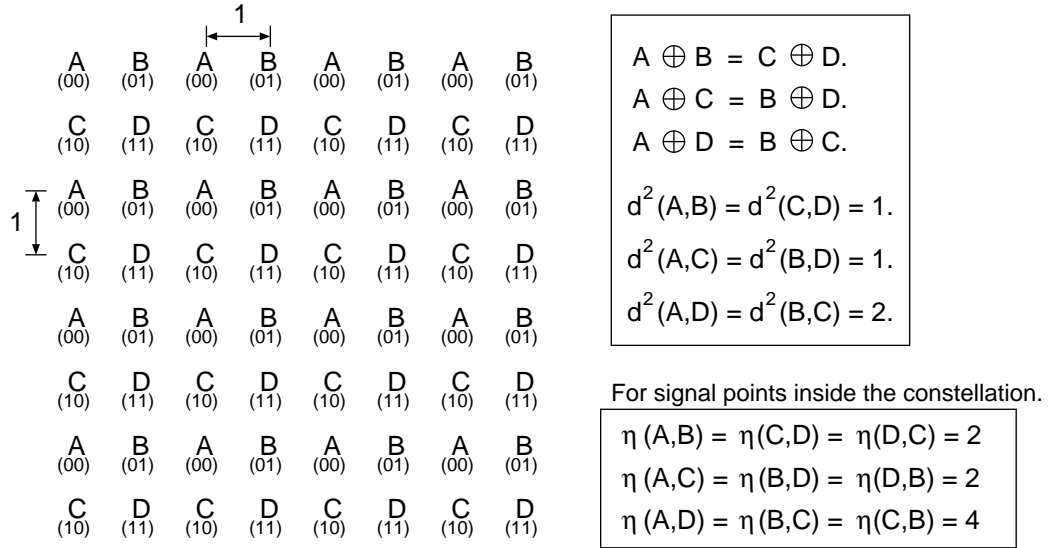 1
A B A B A B A B
(00) (01) (00) (01) (00) (01) (00) (01)
C D C D C D C D
(10) (11) (10) (11) (10) (11) (10) (11)
A B A B A B A B
(00) (01) (00) (01) (00) (01) (00) (01)
1
C D C D C D C D
(10) (11) (10) (11) (10) (11) (10) (11)
A B A B A B A B
(00) (01) (00) (01) (00) (01) (00) (01)
C D C D C D C D
(10) (11) (10) (11) (10) (11) (10) (11)
A B A B A B A B
(00) (01) (00) (01) (00) (01) (00) (01)
C D C D C D C D
(10) (11) (10) (11) (10) (11) (10) (11)
A ⊕ B = C ⊕ D.
A ⊕ C = B ⊕ D.
A ⊕ D = B ⊕ C.
d² (A,B) = d² (C,D) = 1.
d² (A,C) = d² (B,D) = 1.
d² (A,D) = d² (B,C) = 2.
For signal points inside the constellation.
η (A,B) = η(C,D) = η(D,C) = 2
η (A,C) = η(B,D) = η(D,B) = 2
η (A,D) = η(B,C) = η(C,B) = 4